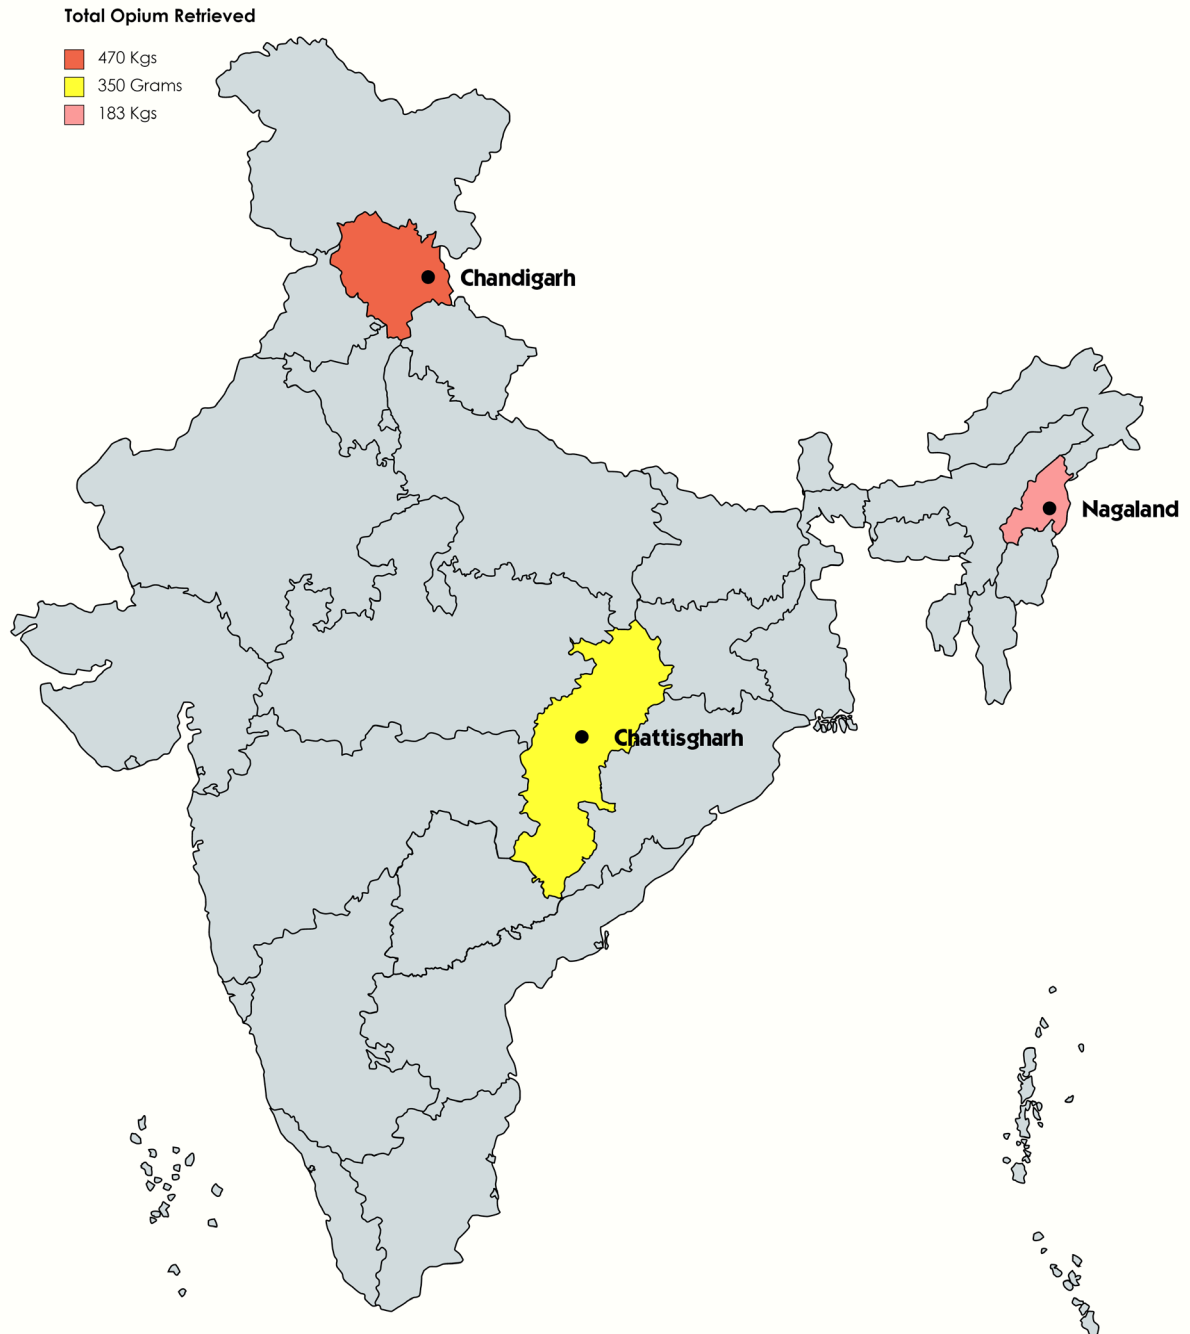 Total Opium Retrieved
470 Kgs
350 Grams
183 Kgs
Chandigarh
Nagaland
Chattisgharh